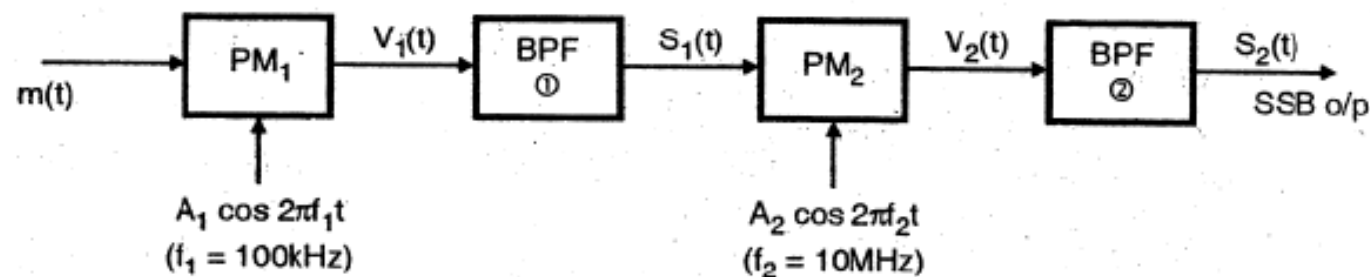 m(t)
PM₁
V₁(t)
BPF
①
S₁(t)
PM₂
V₂(t)
BPF
②
S₂(t)
SSB o/p
A₁ cos 2πf₁t
(f₁ = 100kHz)
A₂ cos 2πf₂t
(f₂ = 10MHz)